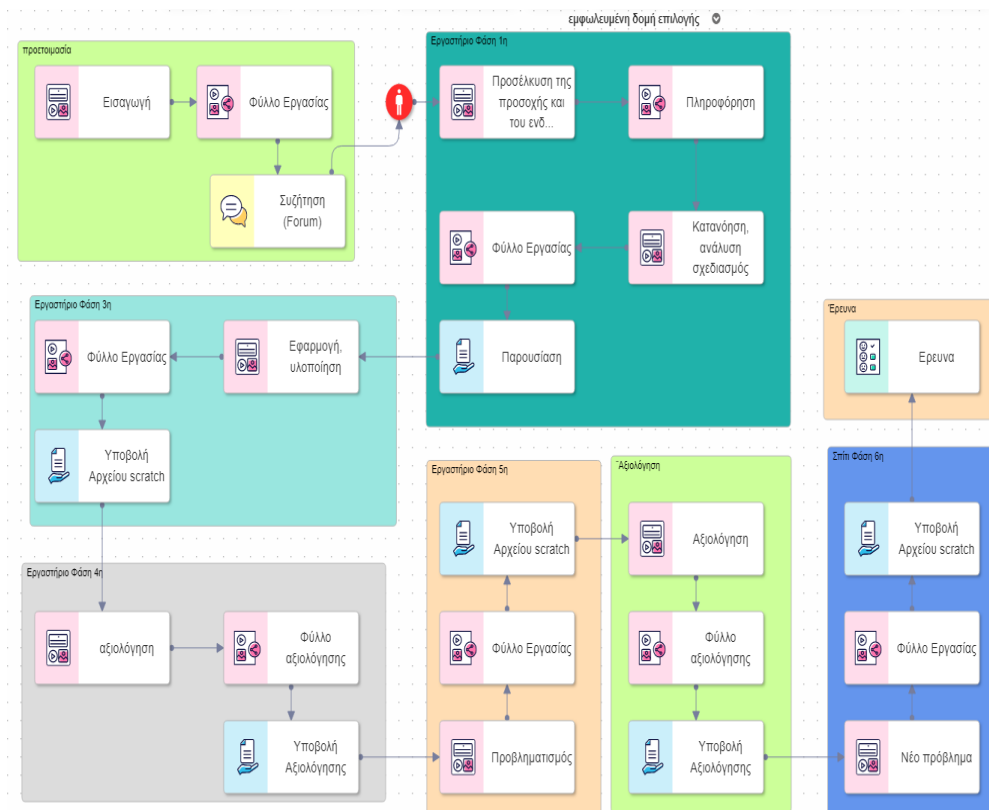 εμφωλευμένη δομή επιλογής
προετοιμασία
Εισαγωγή
Φύλλο Εργασίας
Συζήτηση
(Forum)
Εργαστήριο Φάση 1η
Προσέλκυση της
προσοχής και
του ενδ...
Πληροφόρηση
Κατανόηση,
ανάλυση
σχεδιασμός
Φύλλο Εργασίας
Παρουσίαση
Εργαστήριο Φάση 3η
Εφαρμογή,
υλοποίηση
Φύλλο Εργασίας
Υποβολή
Αρχείου scratch
Εργαστήριο Φάση 4η
αξιολόγηση
Φύλλο
αξιολόγησης
Υποβολή
Αξιολόγησης
Εργαστήριο Φάση 5η
Προβληματισμός
Φύλλο Εργασίας
Υποβολή
Αρχείου scratch
΄Αξιολόγηση
Αξιολόγηση
Φύλλο
αξιολόγησης
Υποβολή
Αξιολόγησης
Σπίτι Φάση 6η
Νέο πρόβλημα
Φύλλο Εργασίας
Υποβολή
Αρχείου scratch
Έρευνα
Ερευνα